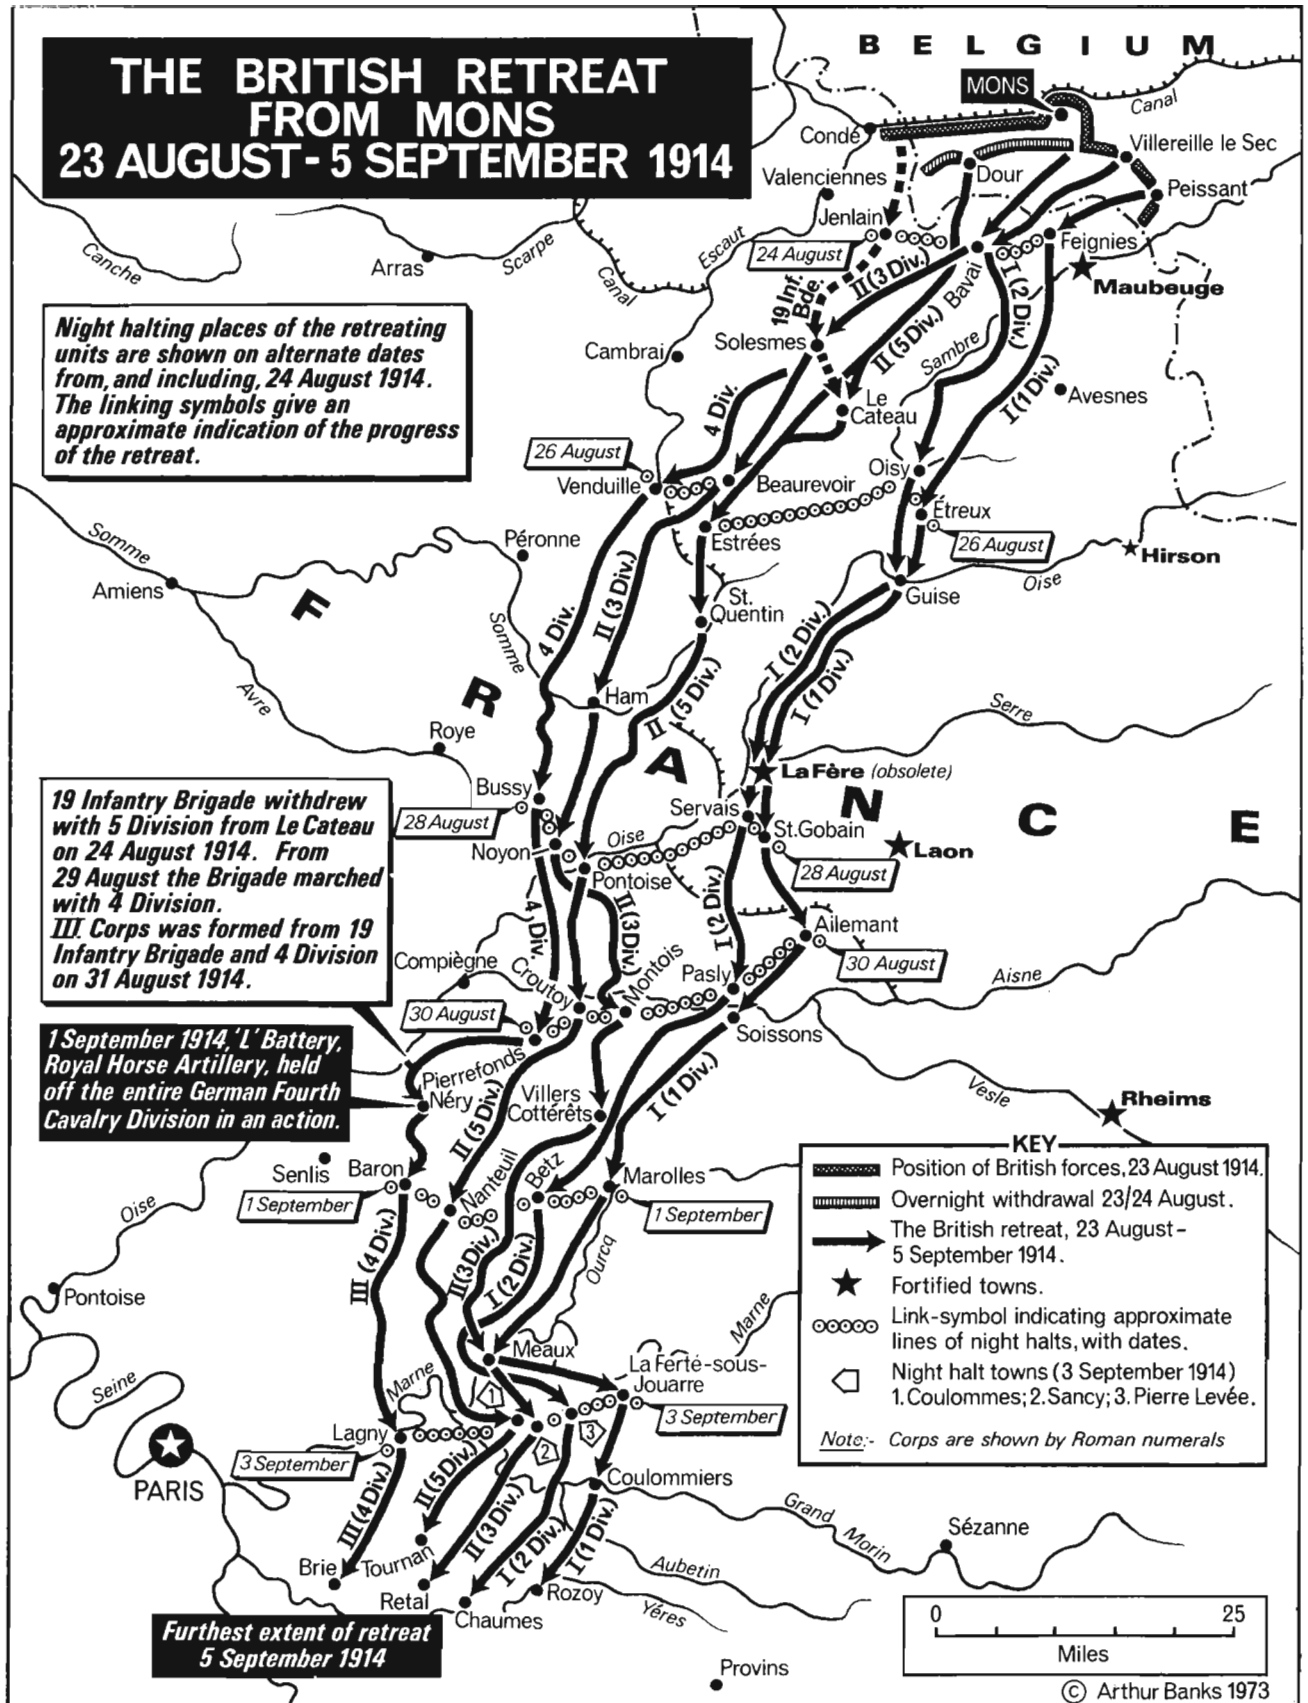 THE BRITISH RETREAT
FROM MONS
23 AUGUST-5 SEPTEMBER 1914
BELGIUM
MONS
Canal
Condé
Villereille le Sec
Dour
Valenciennes
Peissant
Jenlain
24 August
Feignies
Maubeuge
Bavai
Escaut
Scarpe
Canal
Canche
Arras
II (3 Div.)
I (2 Div.)
19 Inf.
Bde.
II (5 Div.)
Sambre
Solesmes
Night halting places of the retreating
units are shown on alternate dates
from, and including, 24 August 1914.
The linking symbols give an
approximate indication of the progress
of the retreat.
Cambrai
4 Div.
Le
Cateau
I (1 Div.)
Avesnes
26 August
Venduille
Beaurevoir
Oisy
Étreux
26 August
Estrées
Somme
Amiens
Péronne
Hirson
Oise
Guise
St.
Quentin
FRANCE
4 Div.
II (3 Div.)
Somme
I (2 Div.)
I (1 Div.)
Avre
Ham
II (5 Div.)
Roye
Serre
La Fère (obsolete)
Bussy
28 August
Servais
St.Gobain
Laon
28 August
Noyon
Oise
Pontoise
19 Infantry Brigade withdrew
with 5 Division from Le Cateau
on 24 August 1914. From
29 August the Brigade marched
with 4 Division.
III. Corps was formed from 19
Infantry Brigade and 4 Division
on 31 August 1914.
4 Div.
II (3 Div.)
I (2 Div.)
Ailemant
30 August
Compiègne
Croutoy
Montois
Pasly
Aisne
30 August
Soissons
1 September 1914, 'L' Battery,
Royal Horse Artillery, held
off the entire German Fourth
Cavalry Division in an action.
Pierrefonds
Néry
Villers
Cottérêts
I (1 Div.)
Vesle
Rheims
II (5 Div.)
Senlis
Baron
1 September
Nanteuil
Betz
Marolles
1 September
Oise
III (4 Div.)
II (3 Div.)
I (2 Div.)
Ourcq
Pontoise
Marne
Meaux
La Ferté-sous-
Jouarre
3 September
Seine
Marne
1
2
3
Lagny
3 September
PARIS
Coulommiers
II (5 Div.)
III (4 Div.)
II (3 Div.)
I (2 Div.)
I (1 Div.)
Grand Morin
Sézanne
Aubetin
Brie
Tournan
Retal
Chaumes
Rozoy
Yéres
Provins
Furthest extent of retreat
5 September 1914
KEY
Position of British forces, 23 August 1914.
Overnight withdrawal 23/24 August.
The British retreat, 23 August-
5 September 1914.
Fortified towns.
Link-symbol indicating approximate
lines of night halts, with dates.
Night halt towns (3 September 1914)
1.Coulommes; 2.Sancy; 3.Pierre Levée.
Note:- Corps are shown by Roman numerals
0 25
Miles
© Arthur Banks 1973